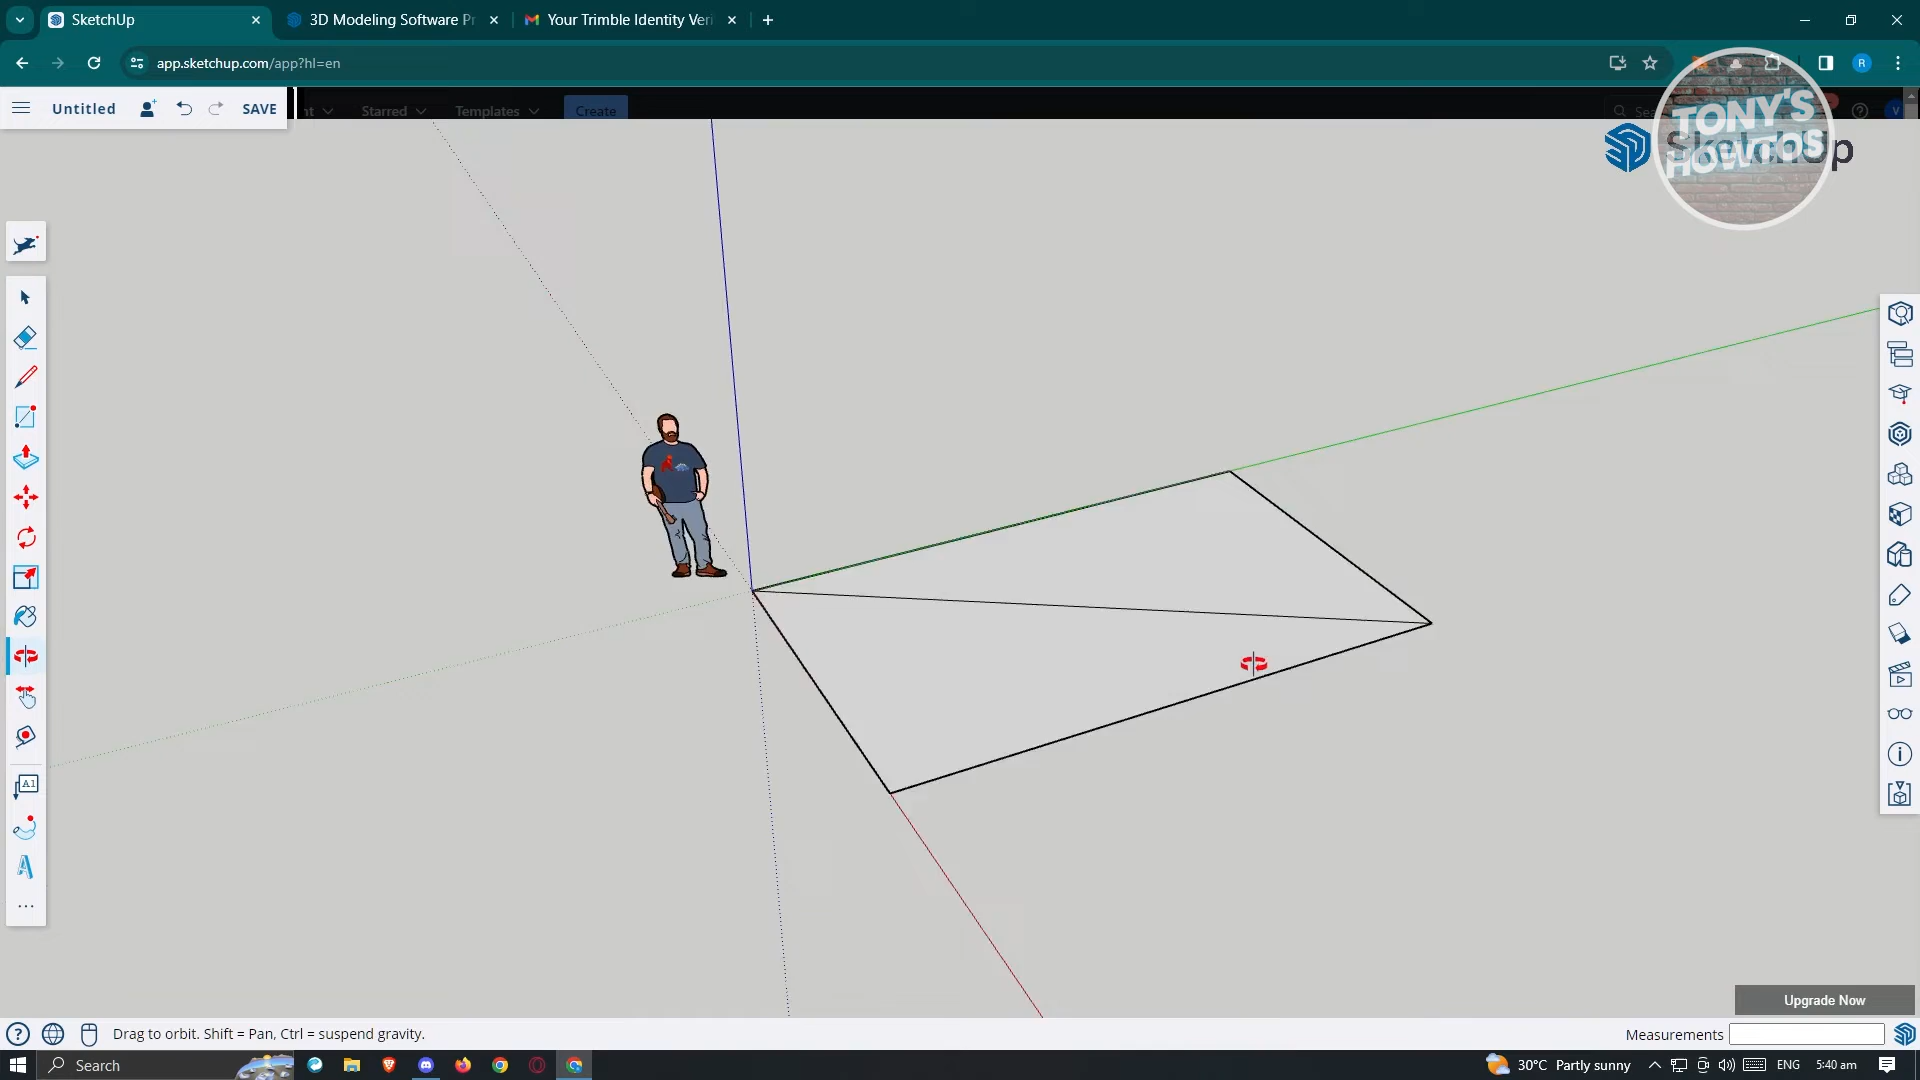 SketchUp
3D Modeling Software Pr
Your Trimble Identity Veri
app.sketchup.com/app?hl=en
Untitled
SAVE
Starred
Templates
Create
TONY'S
HOWTOS
A1
Upgrade Now
Drag to orbit. Shift = Pan, Ctrl = suspend gravity.
Measurements
Search
30°C Partly sunny
ENG
5:40 am